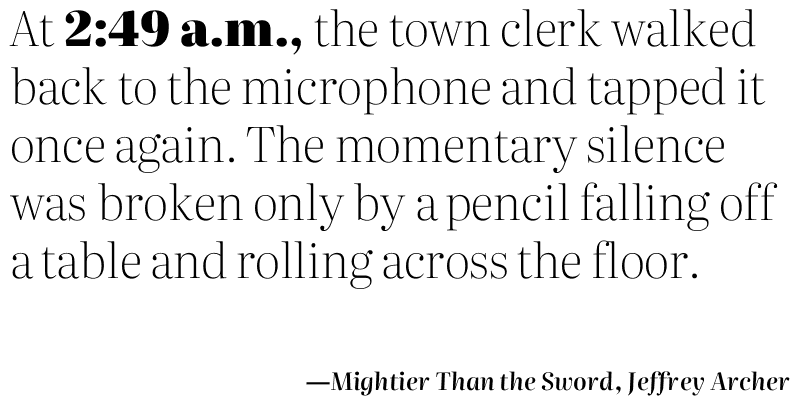 At 2:49 a.m., the town clerk walked
back to the microphone and tapped it
once again. The momentary silence
was broken only by a pencil falling off
a table and rolling across the floor.
—Mightier Than the Sword, Jeffrey Archer